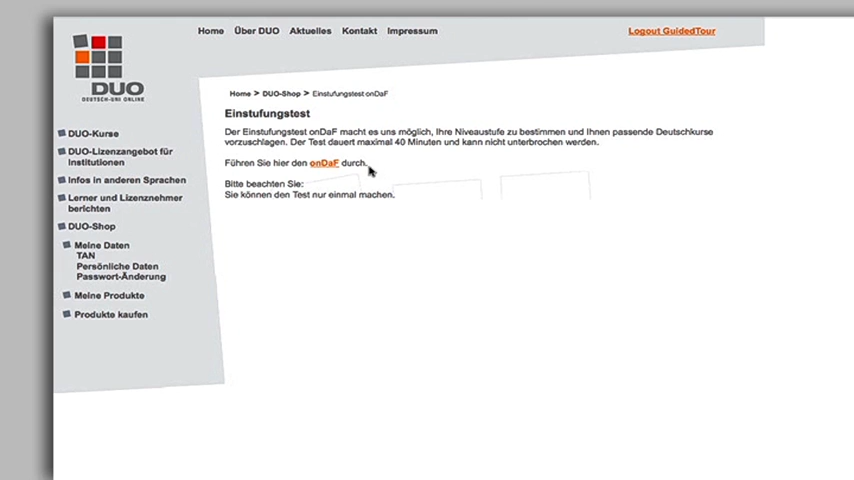 Home Über DUO Aktuelles Kontakt Impressum Logout GuidedTour
DUO
DEUTSCH-UNI ONLINE
Home > DUO-Shop > Einstufungstest onDaF
Einstufungstest
Der Einstufungstest onDaF macht es uns möglich, Ihre Niveaustufe zu bestimmen und Ihnen passende Deutschkurse
vorzuschlagen. Der Test dauert maximal 40 Minuten und kann nicht unterbrochen werden.
Führen Sie hier den onDaF durch.
Bitte beachten Sie:
Sie können den Test nur einmal machen.
DUO-Kurse
DUO-Lizenzangebot für
Institutionen
Infos in anderen Sprachen
Lerner und Lizenznehmer
berichten
DUO-Shop
Meine Daten
TAN
Persönliche Daten
Passwort-Änderung
Meine Produkte
Produkte kaufen